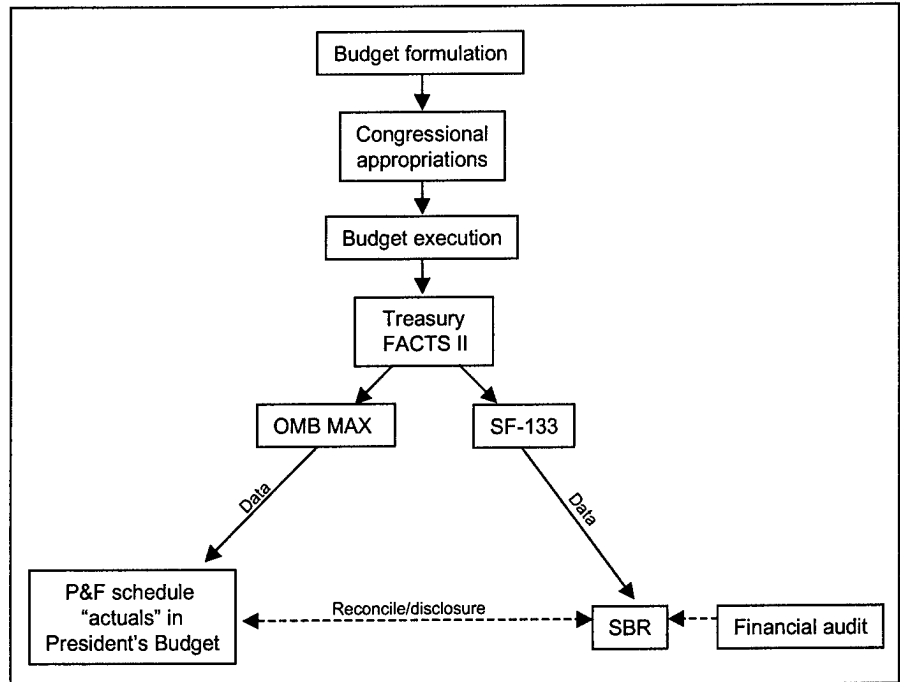 Budget formulation
Congressional
appropriations
Budget execution
Treasury
FACTS II
OMB MAX
SF-133
Data
Data
P&F schedule
“actuals” in
President’s Budget
Reconcile/disclosure
SBR
Financial audit